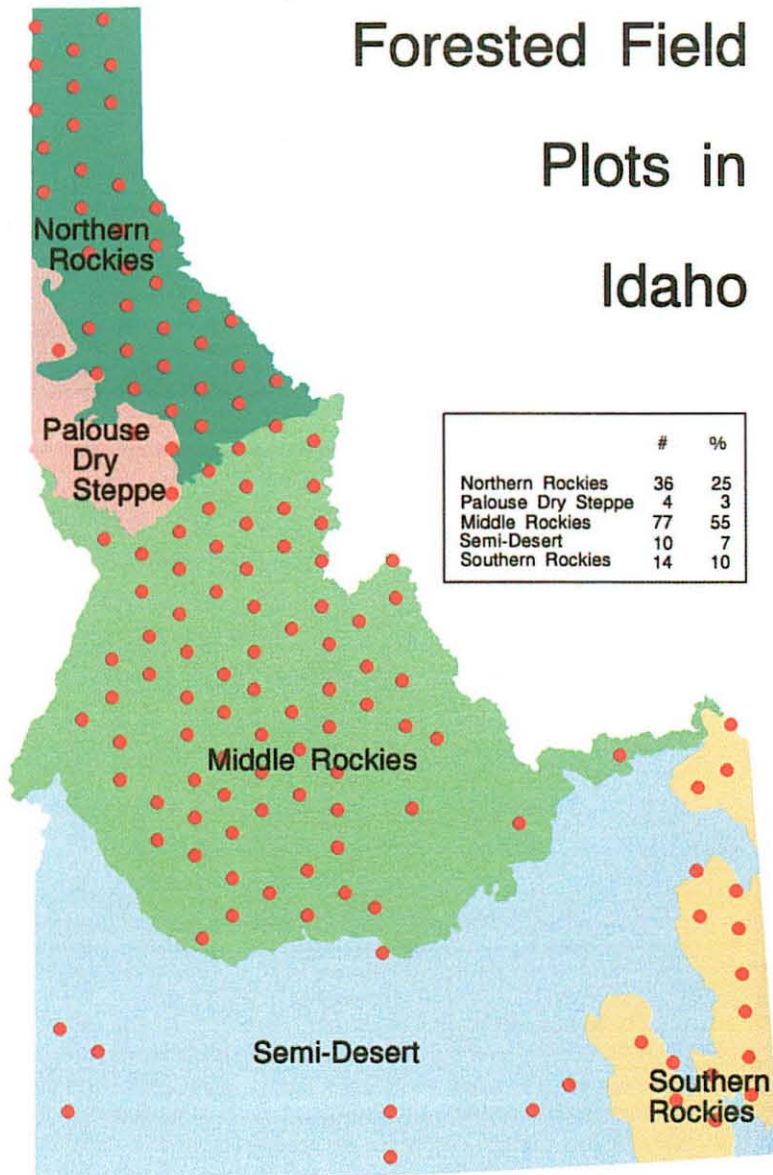 Forested Field
Plots in
Idaho
Northern
Rockies
Palouse
Dry
Steppe
# %
Northern Rockies 36 25
Palouse Dry Steppe 4 3
Middle Rockies 77 55
Semi-Desert 10 7
Southern Rockies 14 10
Middle Rockies
Semi-Desert
Southern
Rockies